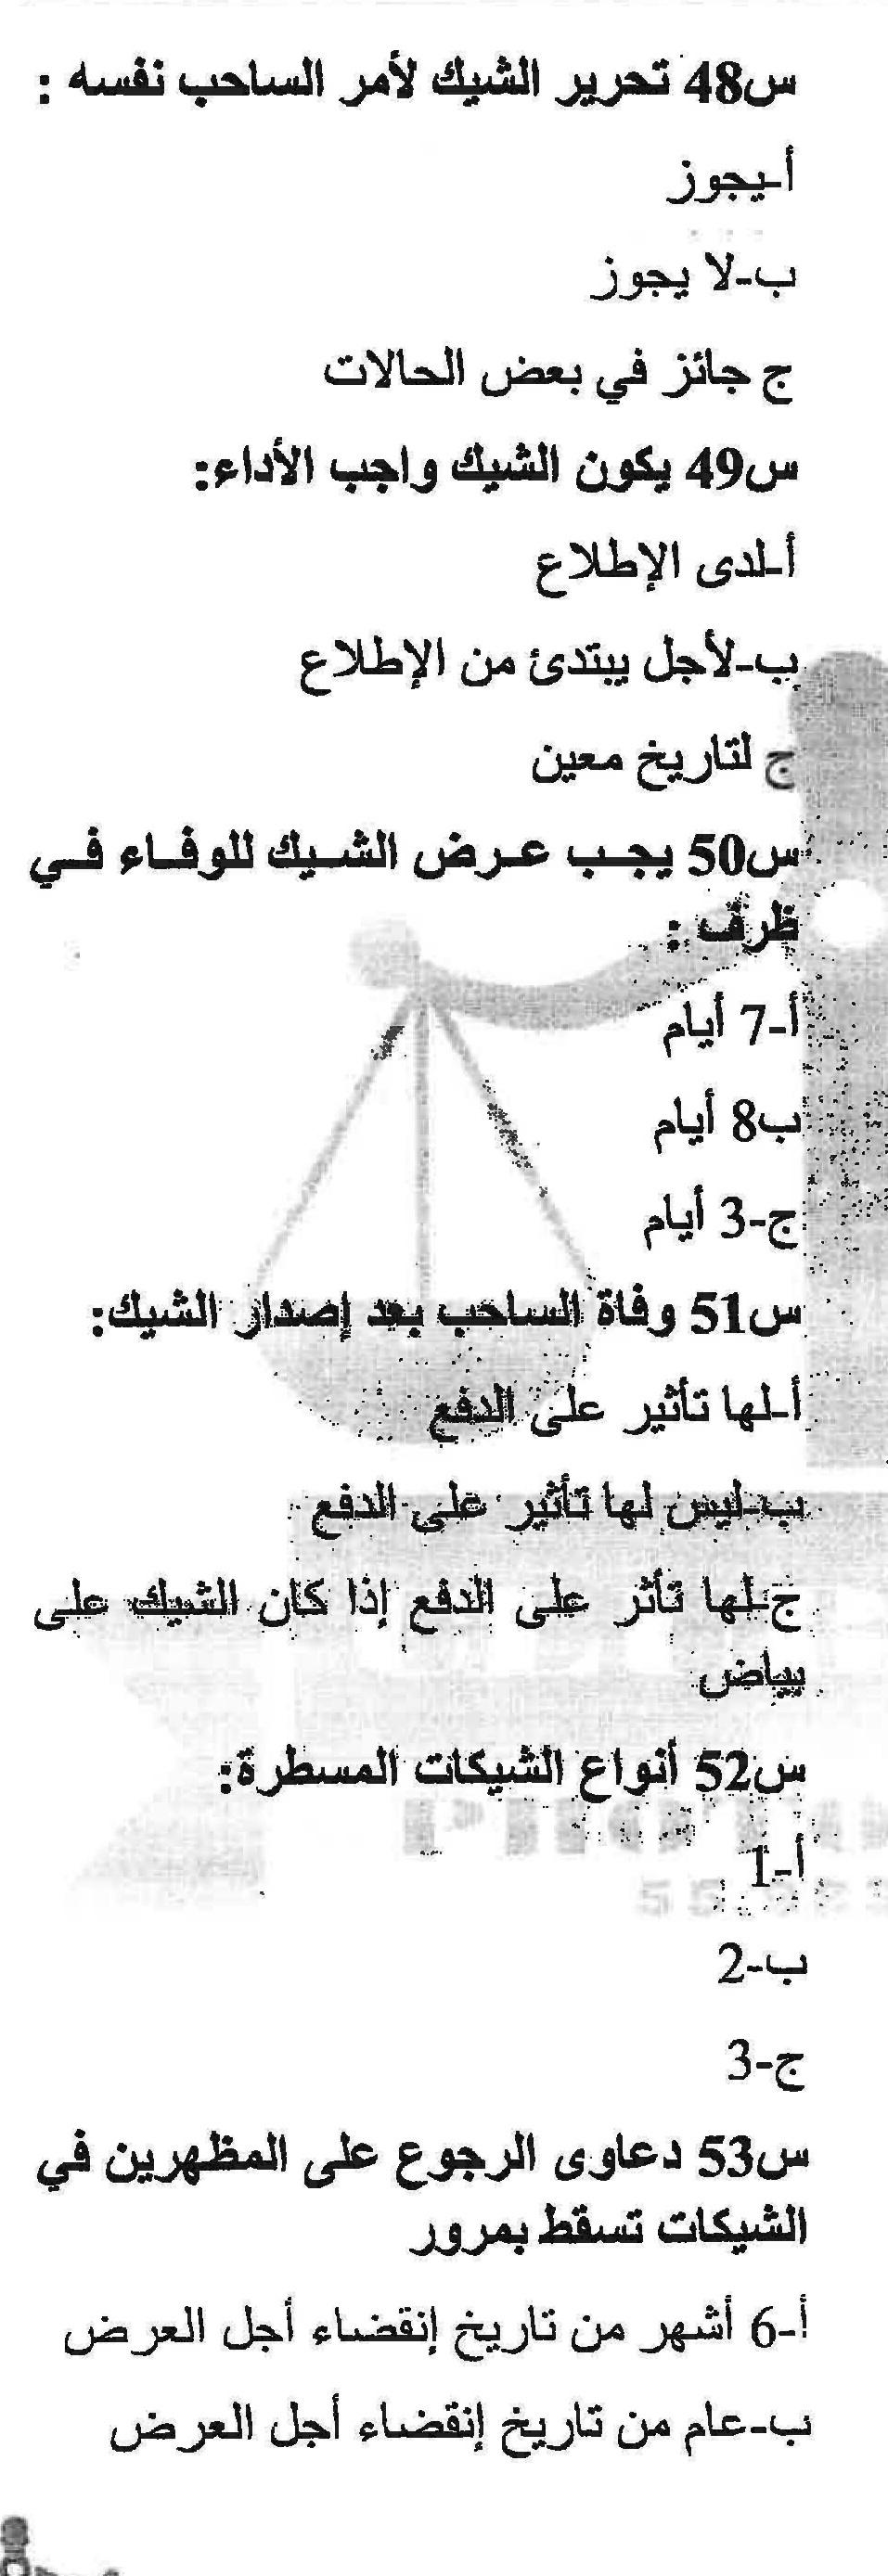 س48 تحرير الشيك لأمر الساحب نفسه :
أ-يجوز
ب-لا يجوز
ج جائز في بعض الحالات
س49 يكون الشيك واجب الأداء:
أ-لدى الإطلاع
ب-لأجل يبتدئ من الإطلاع
ج لتاريخ معين
س50 يجب عرض الشيك للوفاء في
ظرف :
أ-7 أيام
ب8 أيام
ج-3 أيام
س51 وفاة الساحب بعد إصدار الشيك:
أ-لها تأثير على الدفع
ب-ليس لها تأثير على الدفع
ج-لها تأثر على الدفع إذا كان الشيك على
بياض
س52 أنواع الشيكات المسطرة:
أ-1
ب-2
ج-3
س53 دعاوى الرجوع على المظهرين في
الشيكات تسقط بمرور
أ-6 أشهر من تاريخ إنقضاء أجل العرض
ب-عام من تاريخ إنقضاء أجل العرض